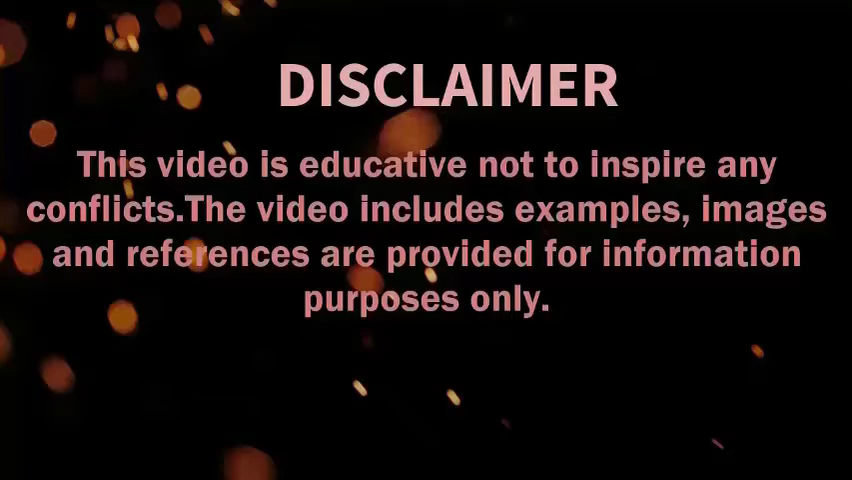 DISCLAIMER
This video is educative not to inspire any
conflicts.The video includes examples, images
and references are provided for information
purposes only.